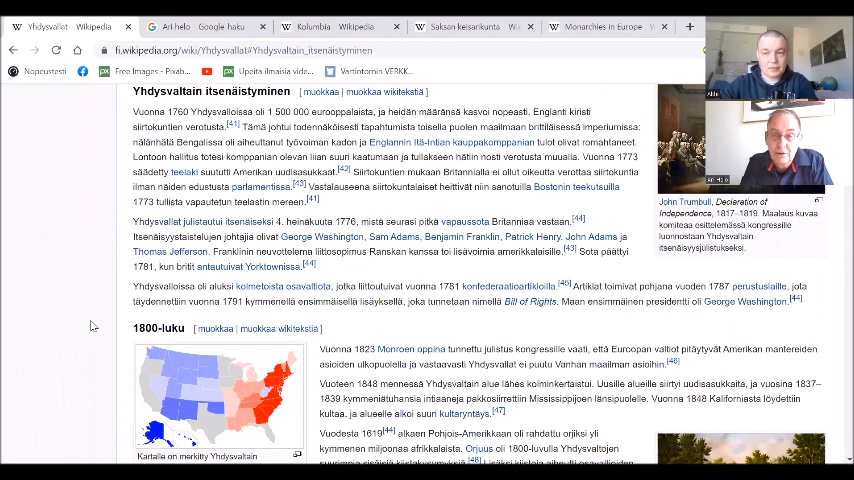 Yhdysvallat – Wikipedia
Ari helo – Google haku
Kolumbia – Wikipedia
Saksan keisarikunta – Wik
Monarchies in Europe – W
fi.wikipedia.org/wiki/Yhdysvallat#Yhdysvaltain_itsenäistyminen
Nopeustesti
Free Images - Pixab...
Upeita ilmaisia vide...
Vartiotornin VERKK...
Yhdysvaltain itsenäistyminen [ muokkaa | muokkaa wikitekstiä ]
Vuonna 1760 Yhdysvalloissa oli 1 500 000 eurooppalaista, ja heidän määränsä kasvoi nopeasti. Englanti kiristi
siirtokuntien verotusta.[41] Tämä johtui todennäköisesti tapahtumista toisella puolen maailmaa brittiläisessä imperiumissa:
nälänhätä Bengalissa oli aiheuttanut työvoiman kadon ja Englannin Itä-Intian kauppakomppanian tulot olivat romahtaneet.
Lontoon hallitus totesi komppanian olevan liian suuri kaatumaan ja tullakseen hätiin nosti verotusta muualla. Vuonna 1773
säädetty teelaki suututti Amerikan uudisasukkaat.[42] Siirtokuntien mukaan Britannialla ei ollut oikeutta verottaa siirtokuntia
ilman näiden edustusta parlamentissa.[43] Vastalauseena siirtokuntalaiset heittivät niin sanotuilla Bostonin teekutsuilla
1773 tullista vapautetun teelastin mereen.[41]
Yhdysvallat julistautui itsenäiseksi 4. heinäkuuta 1776, mistä seurasi pitkä vapaussota Britanniaa vastaan.[44]
Itsenäisyystaistelujen johtajia olivat George Washington, Sam Adams, Benjamin Franklin, Patrick Henry, John Adams ja
Thomas Jefferson. Franklinin neuvottelema liittosopimus Ranskan kanssa toi lisävoimia amerikkalaisille.[43] Sota päättyi
1781, kun britit antautuivat Yorktownissa.[44]
Yhdysvalloissa oli aluksi kolmetoista osavaltiota, jotka liittoutuivat vuonna 1781 konfederaatioartikloilla.[45] Artiklat toimivat pohjana vuoden 1787 perustuslaille, jota
täydennettiin vuonna 1791 kymmenellä ensimmäisellä lisäyksellä, joka tunnetaan nimellä Bill of Rights. Maan ensimmäinen presidentti oli George Washington.[44]
John Trumbull, Declaration of
Independence, 1817–1819. Maalaus kuvaa
komiteaa esittelemässä kongressille
luonnostaan Yhdysvaltain
itsenäisyysjulistukseksi.
Ari Helo
1800-luku [ muokkaa | muokkaa wikitekstiä ]
Vuonna 1823 Monroen oppina tunnettu julistus kongressille vaati, että Euroopan valtiot pitäytyvät Amerikan mantereiden
asioiden ulkopuolella ja vastaavasti Yhdysvallat ei puutu Vanhan maailman asioihin.[46]
Vuoteen 1848 mennessä Yhdysvaltain alue lähes kolminkertaistui. Uusille alueille siirtyi uudisasukkaita, ja vuosina 1837–
1839 kymmeniätuhansia intiaaneja pakkosiirrettiin Mississippijoen länsipuolelle. Vuonna 1848 Kaliforniasta löydettiin
kultaa, ja alueelle alkoi suuri kultaryntäys.[47]
Vuodesta 1619[44] alkaen Pohjois-Amerikkaan oli rahdattu orjiksi yli
kymmenen miljoonaa afrikkalaista. Orjuus oli 1800-luvulla Yhdysvaltojen
suurimpia sisäisiä kiistakysymyksiä.[48] Lisäksi kiistoja aiheutti osavaltioiden
Kartalle on merkitty Yhdysvaltain